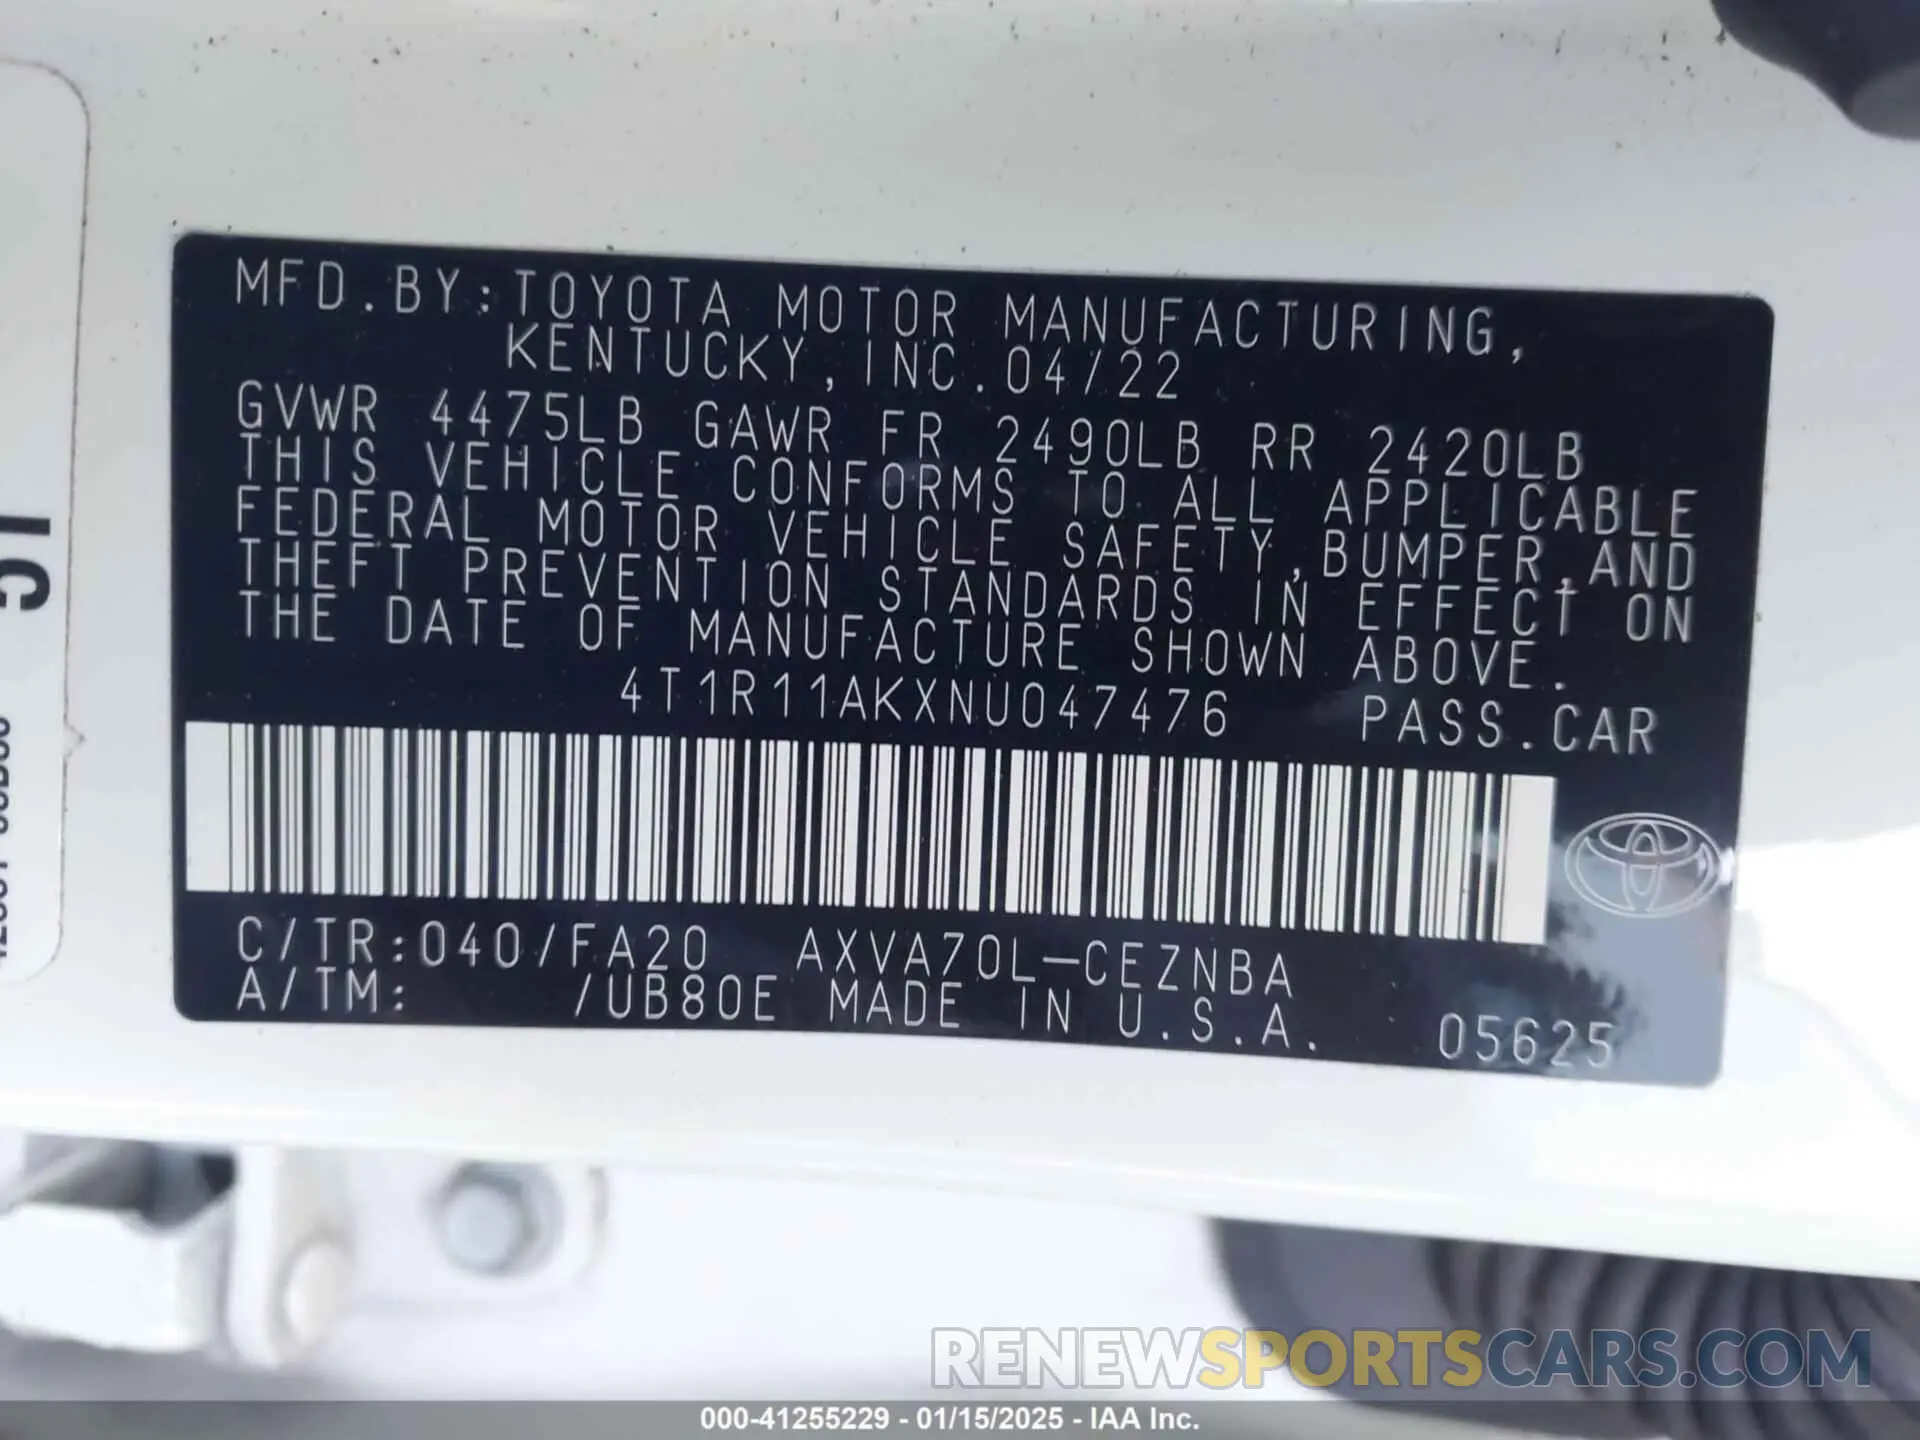 MFD.BY:TOYOTA MOTOR MANUFACTURING,
KENTUCKY,INC.04/22
GVWR 4475LB GAWR FR 2490LB RR 2420LB
THIS VEHICLE CONFORMS TO ALL APPLICABLE
FEDERAL MOTOR VEHICLE SAFETY,BUMPER,AND
THEFT PREVENTION STANDARDS IN EFFECT ON
THE DATE OF MANUFACTURE SHOWN ABOVE.
4T1R11AKXNU047476 PASS.CAR
C/TR:040/FA20 AXVA70L-CEZNBA
A/TM: /UB80E MADE IN U.S.A. 05625
RENEWSPORTSCARS.COM
000-41255229 - 01/15/2025 - IAA Inc.